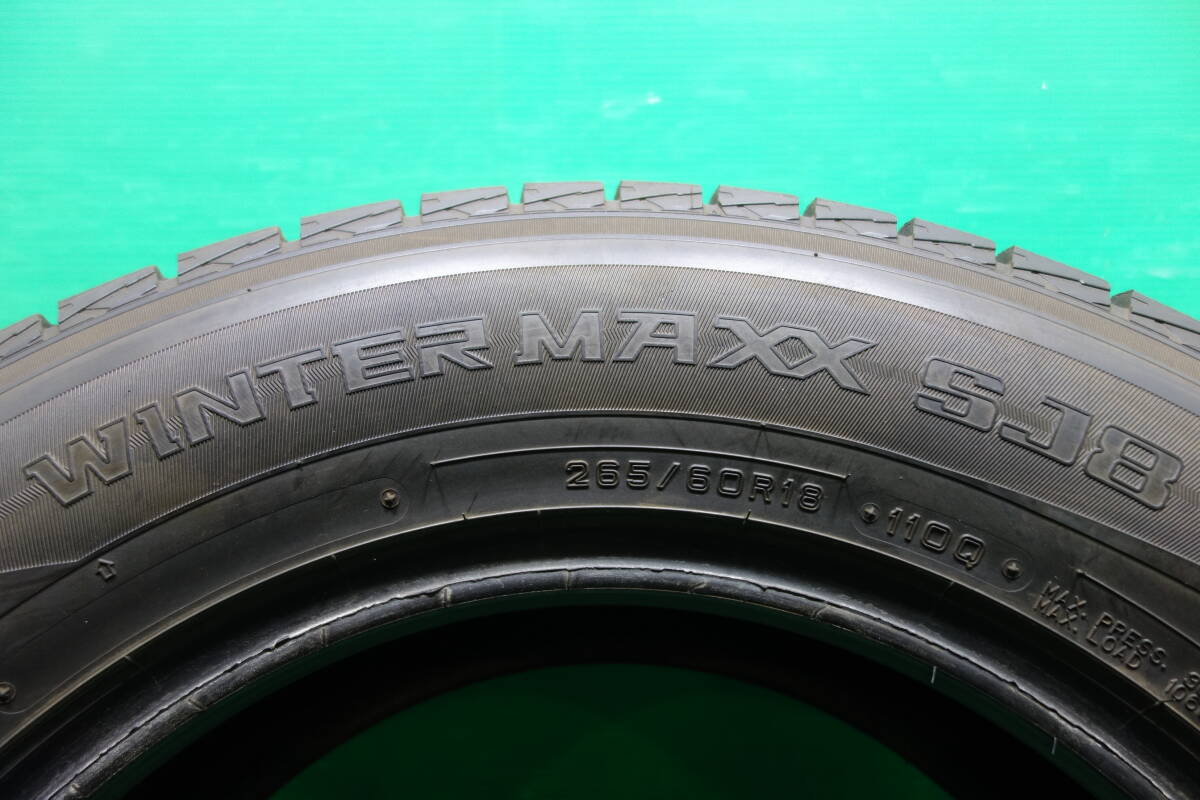 WINTER MAXX SJ8
265/60R18
110Q
MAX. PRESS.
MAX. LOAD